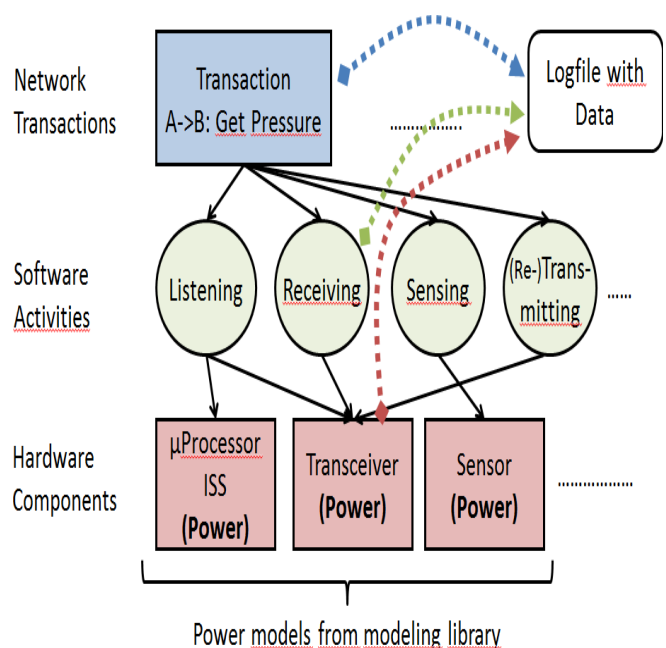 Network
Transactions
Transaction
A->B: Get Pressure
................
Logfile with
Data
Software
Activities
Listening
Receiving
Sensing
(Re-)Trans-
mitting
......
Hardware
Components
µProcessor
ISS
(Power)
Transceiver
(Power)
Sensor
(Power)
.................
Power models from modeling library